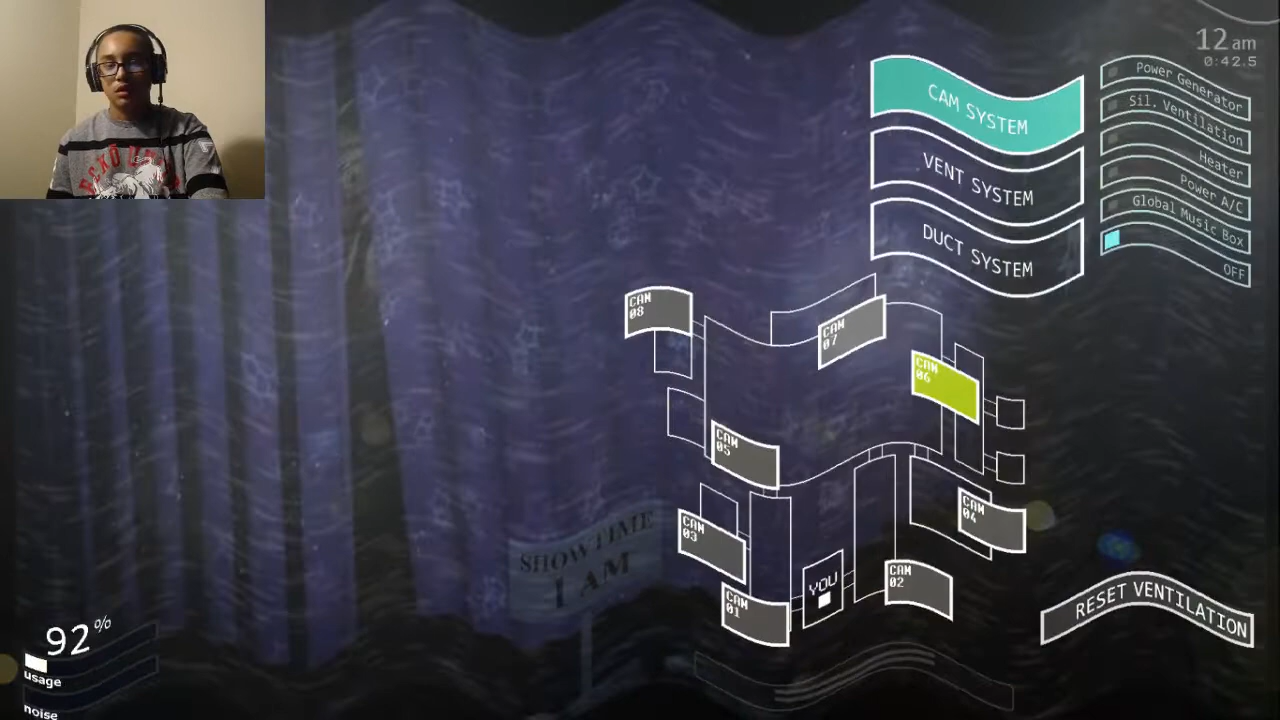 12 am
0:42.5
CAM SYSTEM
VENT SYSTEM
DUCT SYSTEM
Power Generator
Sil. Ventilation
Heater
Power A/C
Global Music Box
OFF
CAM
08
CAM
07
CAM
06
CAM
05
CAM
04
CAM
03
CAM
02
CAM
01
YOU
SHOWTIME
1 AM
RESET VENTILATION
92%
usage
noise